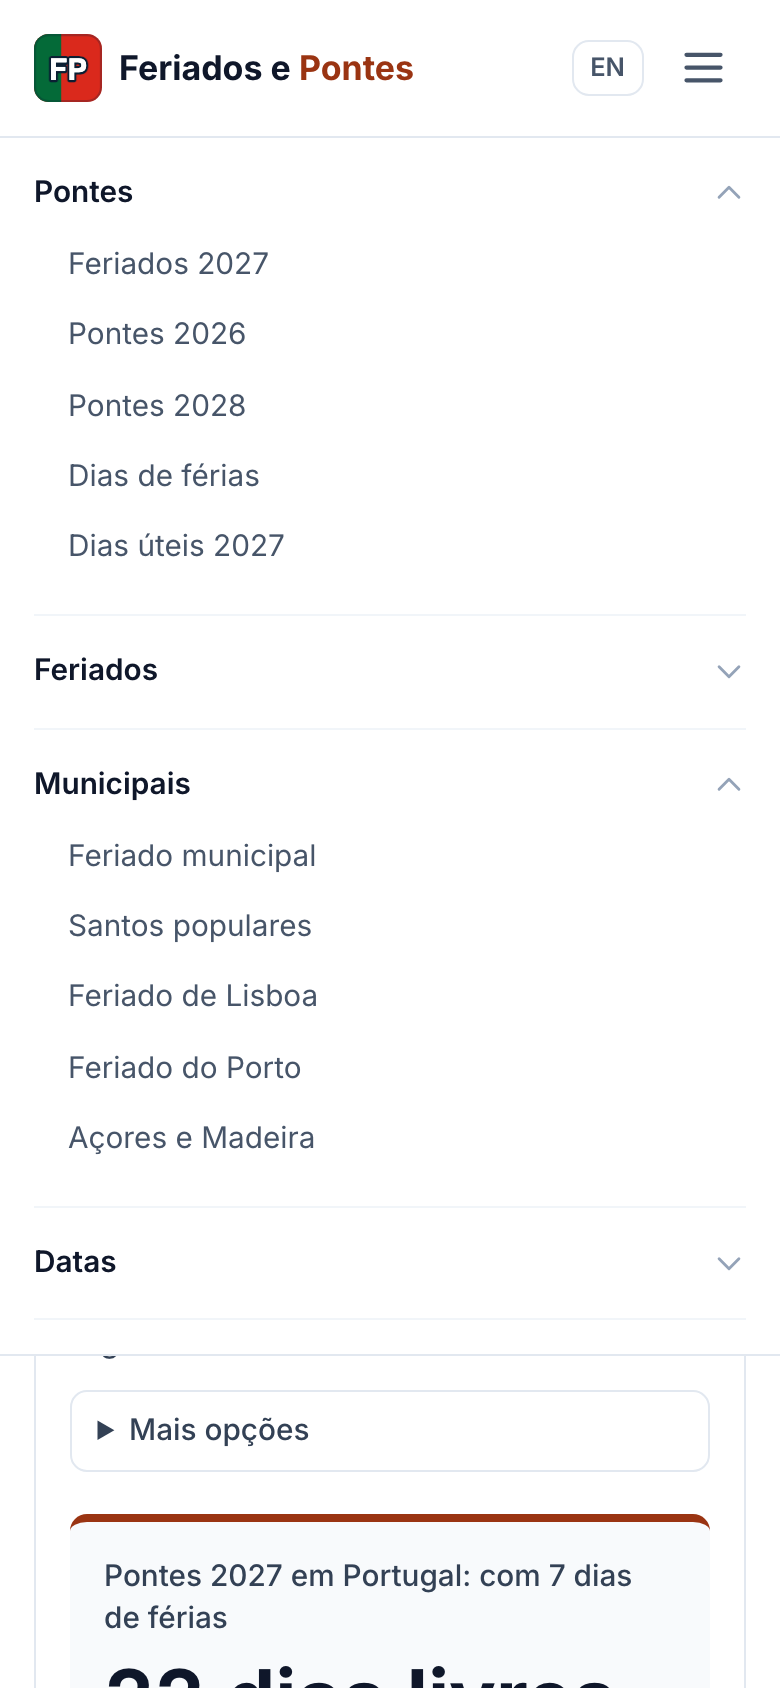 FP
Feriados e Pontes
EN
Pontes
Feriados 2027
Pontes 2026
Pontes 2028
Dias de férias
Dias úteis 2027
Feriados
Municipais
Feriado municipal
Santos populares
Feriado de Lisboa
Feriado do Porto
Açores e Madeira
Datas
Mais opções
Pontes 2027 em Portugal: com 7 dias
de férias
dias livres